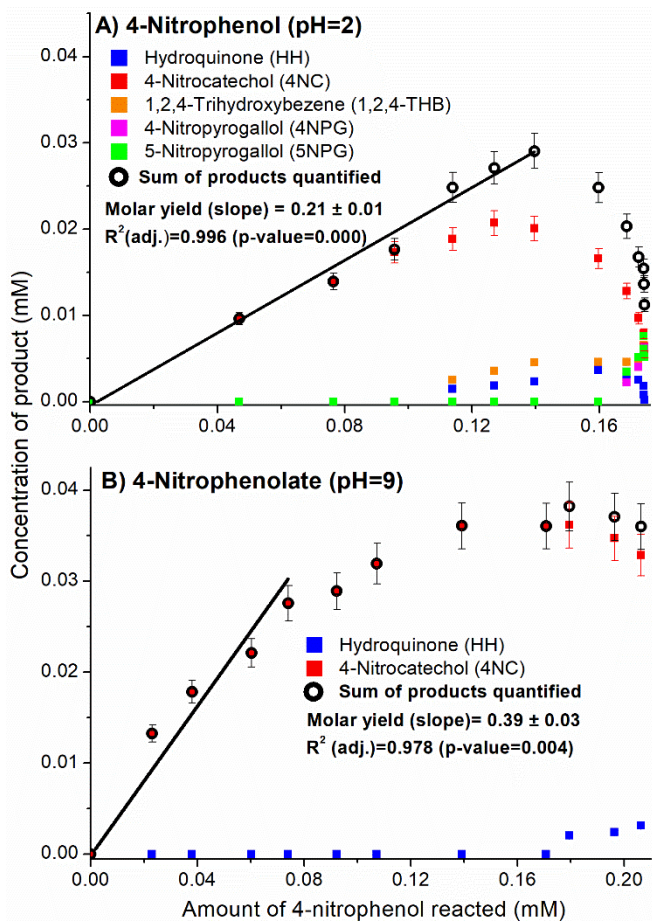 A) 4-Nitrophenol (pH=2)
0.04
Hydroquinone (HH)
4-Nitrocatechol (4NC)
1,2,4-Trihydroxybezene (1,2,4-THB)
4-Nitropyrogallol (4NPG)
5-Nitropyrogallol (5NPG)
Sum of products quantified
Molar yield (slope) = 0.21 ± 0.01
R²(adj.)=0.996 (p-value=0.000)
0.03
0.02
0.01
0.00
0.00
0.04
0.08
0.12
0.16
Concentration of product (mM)
B) 4-Nitrophenolate (pH=9)
0.04
0.03
0.02
0.01
0.00
Hydroquinone (HH)
4-Nitrocatechol (4NC)
Sum of products quantified
Molar yield (slope)= 0.39 ± 0.03
R² (adj.)=0.978 (p-value=0.004)
0.00
0.04
0.08
0.12
0.16
0.20
Amount of 4-nitrophenol reacted (mM)